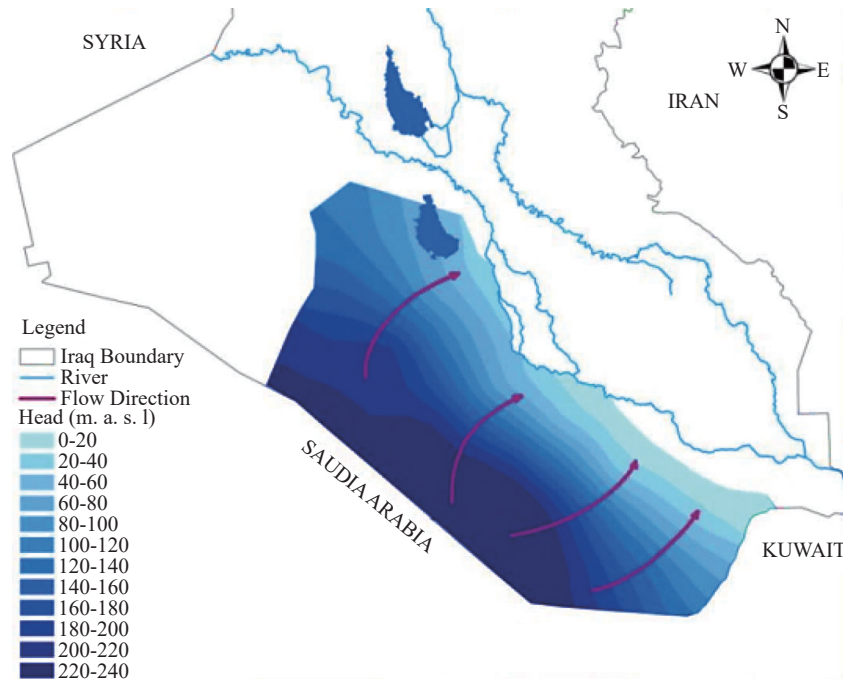 SYRIA
N
W
E
S
IRAN
Legend
Iraq Boundary
River
Flow Direction
Head (m. a. s. l)
0-20
20-40
40-60
60-80
80-100
100-120
120-140
140-160
160-180
180-200
200-220
220-240
SAUDIA ARABIA
KUWAIT